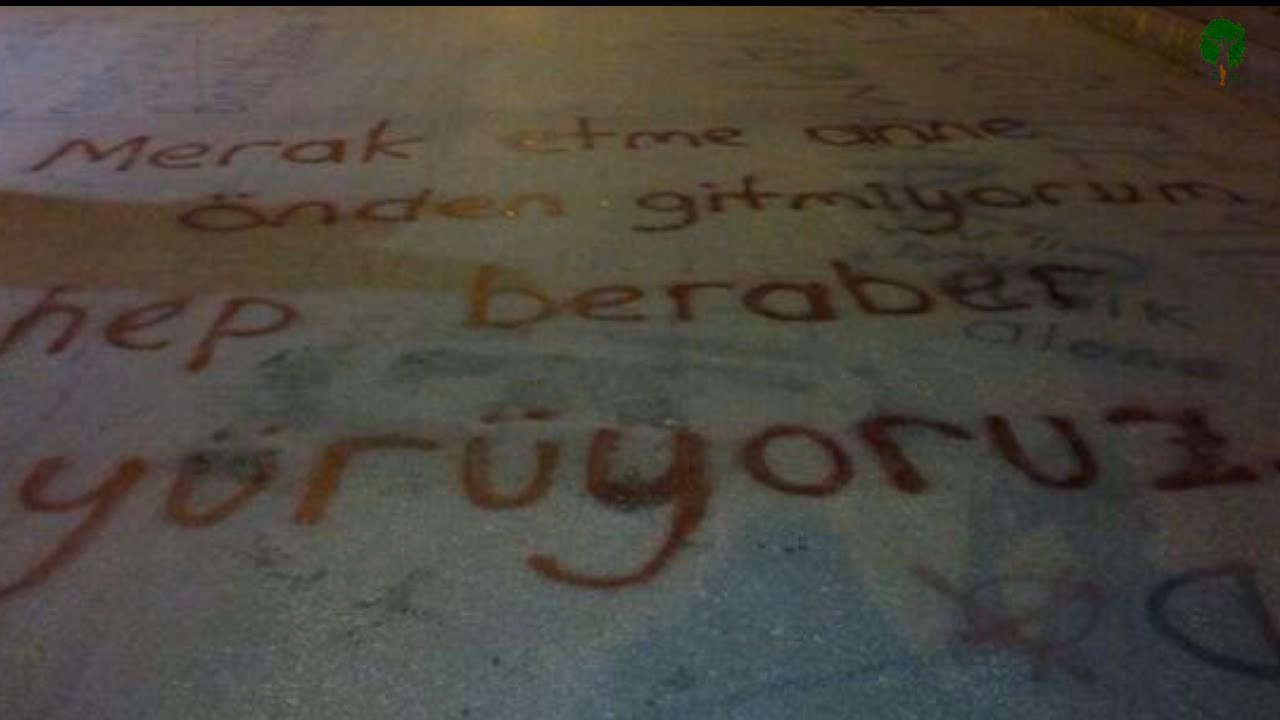 Merak etme anne
önden gitmiyorum
hep beraber
yürüyoruz